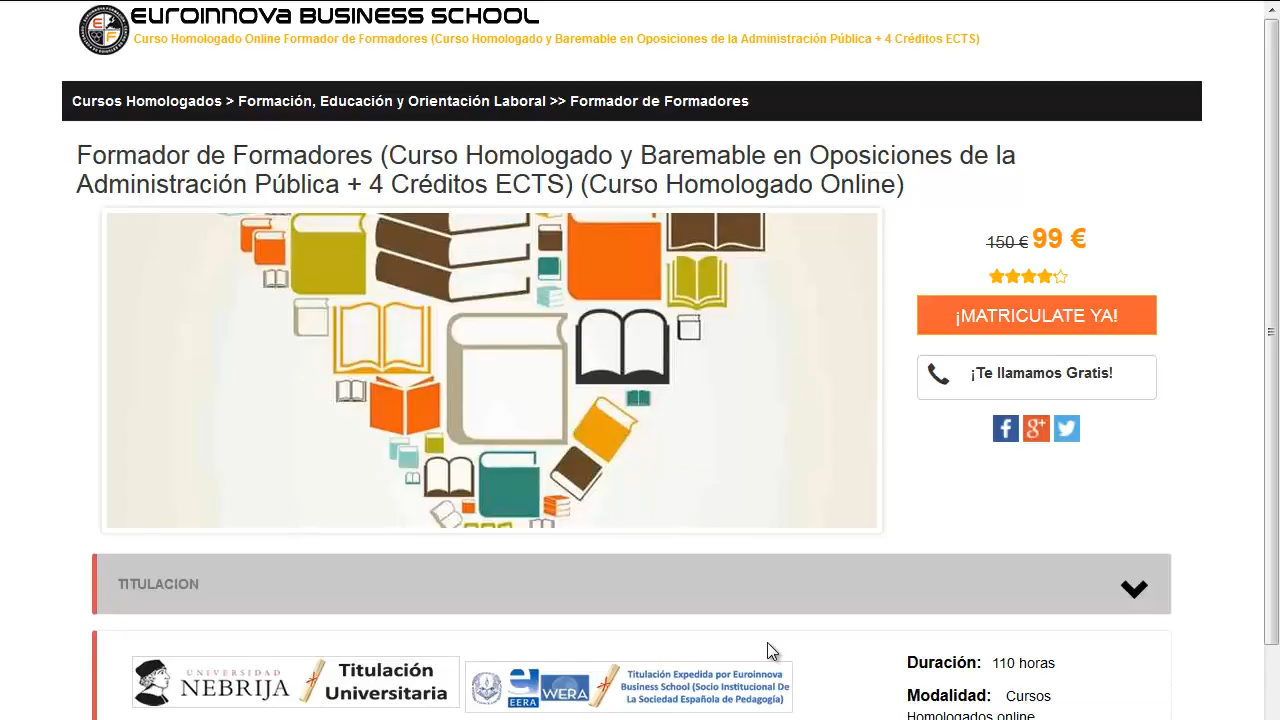 EUROINNOVA BUSINESS SCHOOL
Curso Homologado Online Formador de Formadores (Curso Homologado y Baremable en Oposiciones de la Administración Pública + 4 Créditos ECTS)
Cursos Homologados > Formación, Educación y Orientación Laboral >> Formador de Formadores
Formador de Formadores (Curso Homologado y Baremable en Oposiciones de la
Administración Pública + 4 Créditos ECTS) (Curso Homologado Online)
150 € 99 €
¡MATRICULATE YA!
¡Te llamamos Gratis!
TITULACION
UNIVERSIDAD
NEBRIJA
Titulación
Universitaria
EERA
WERA
Titulación Expedida por Euroinnova
Business School (Socio Institucional De
La Sociedad Española de Pedagogía)
Duración: 110 horas
Modalidad: Cursos
Homologados online